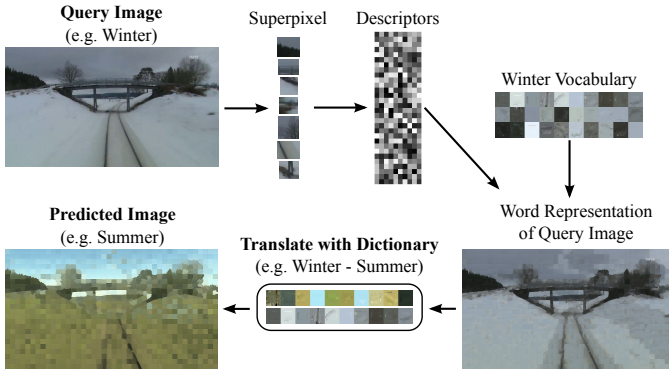 Query Image
(e.g. Winter)
Superpixel
Descriptors
Winter Vocabulary
Word Representation
of Query Image
Translate with Dictionary
(e.g. Winter - Summer)
Predicted Image
(e.g. Summer)